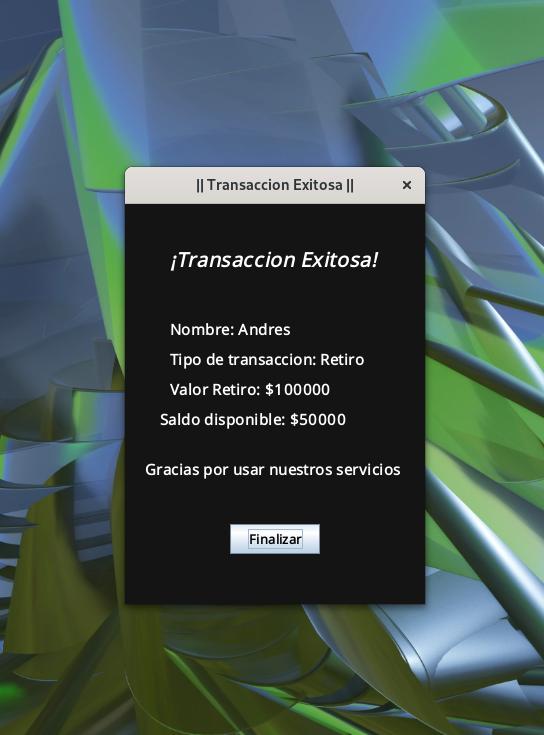 || Transaccion Exitosa ||
¡Transaccion Exitosa!
Nombre: Andres
Tipo de transaccion: Retiro
Valor Retiro: $100000
Saldo disponible: $50000
Gracias por usar nuestros servicios
Finalizar